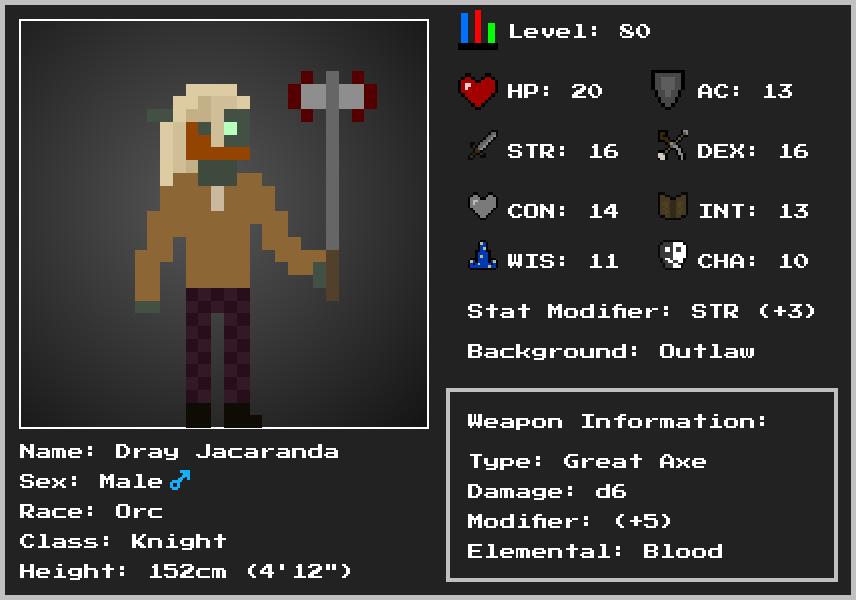 Level: 80
HP: 20
AC: 13
STR: 16
DEX: 16
CON: 14
INT: 13
WIS: 11
CHA: 10
Stat Modifier: STR (+3)
Background: Outlaw
Weapon Information:
Type: Great Axe
Damage: d6
Modifier: (+5)
Elemental: Blood
Name: Dray Jacaranda
Sex: Male ♂
Race: Orc
Class: Knight
Height: 152cm (4'12")